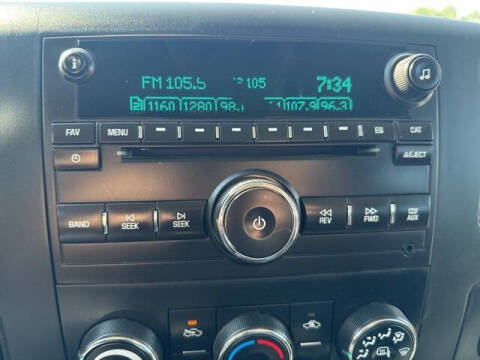 i
FM 105.5 105 7:34
1160 1280 98. 107.9 96.3
FAV MENU CAT
EJECT
BAND SEEK SEEK REV FWD AUX